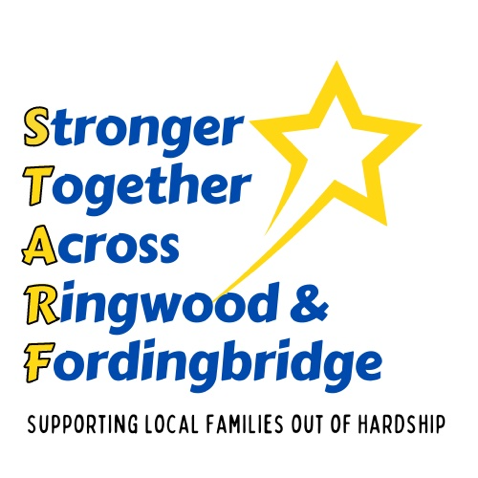 Stronger
Together
Across
Ringwood &
Fordingbridge
SUPPORTING LOCAL FAMILIES OUT OF HARDSHIP